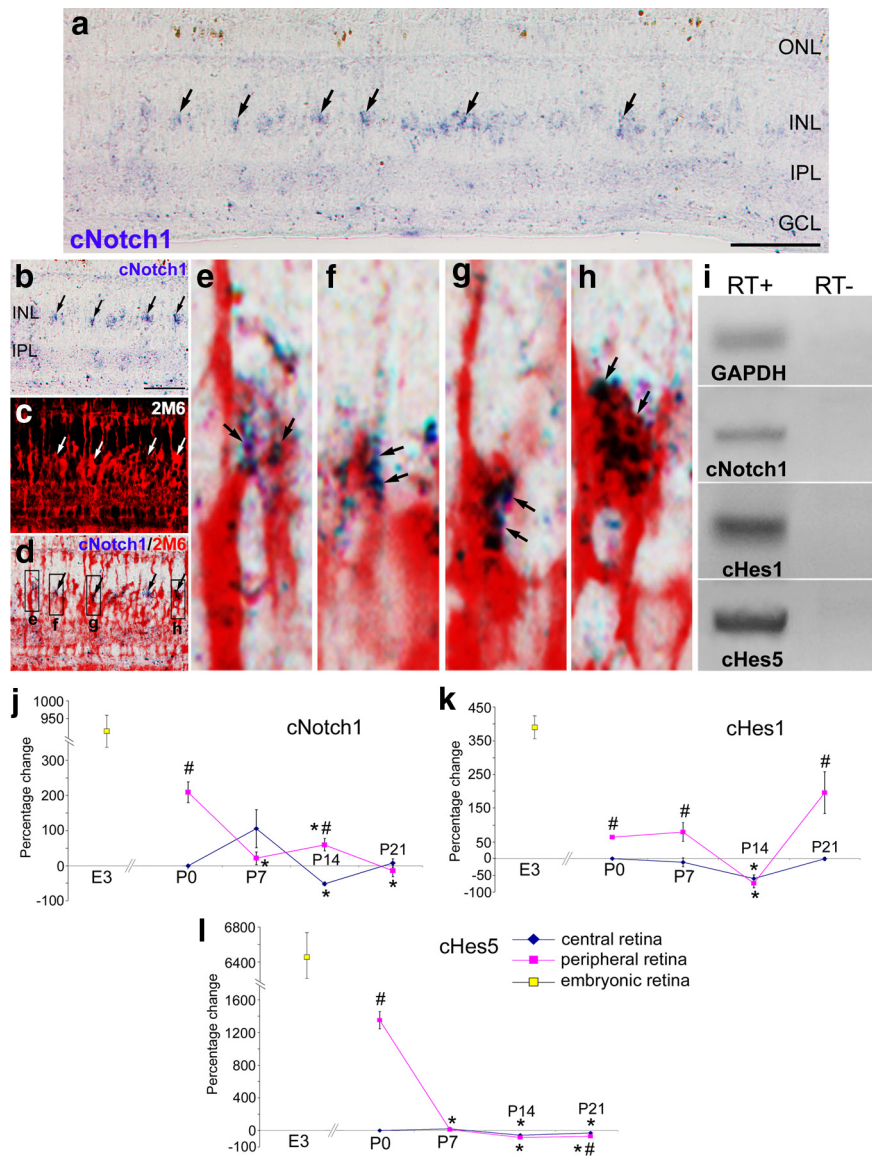 a
ONL
INL
IPL
GCL
cNotch1
b
cNotch1
INL
IPL
c
2M6
d
cNotch1/2M6
e
f
g
h
e
f
g
h
i
RT+ RT-
GAPDH
cNotch1
cHes1
cHes5
j
cNotch1
Percentage change
1000
950
300
200
100
0
-100
#
*#
*
*
*
E3
P0
P7
P14
P21
k
cHes1
Percentage change
450
350
250
150
50
0
-50
-100
#
#
#
*
*
E3
P0
P7
P14
P21
l
cHes5
Percentage change
6800
6400
1600
1200
800
400
0
-100
#
*
*
*
*
*#
E3
P0
P7
P14
P21
central retina
peripheral retina
embryonic retina